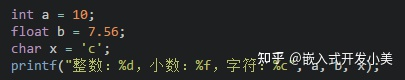 int a = 10;
float b = 7.56;
char x = 'c';
printf("整数：%d，小数：%f，字符：%c", a, b, x);
知乎 @嵌入式开发小美